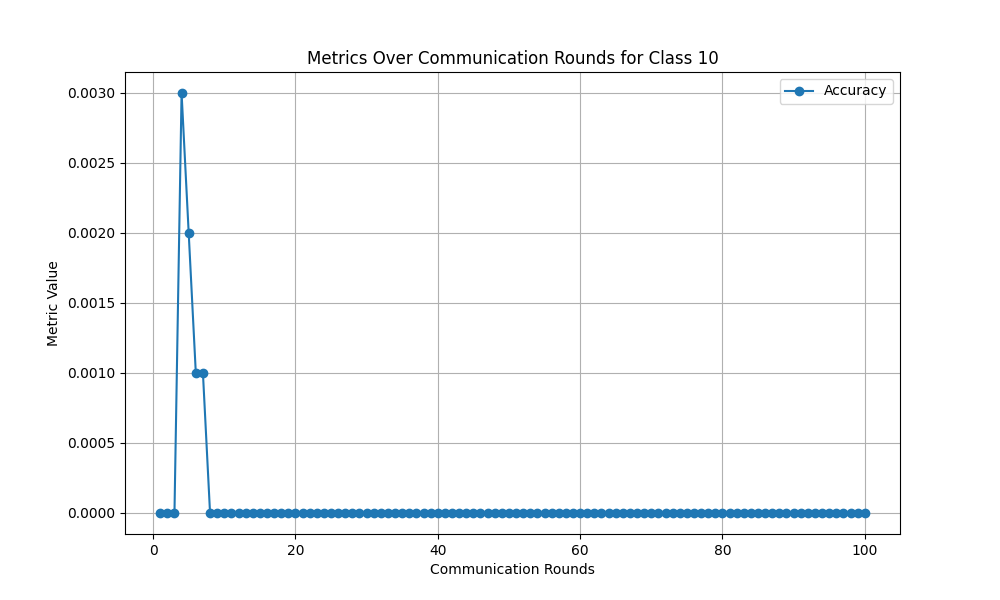 Metrics Over Communication Rounds for Class 10
Accuracy
0.0030
0.0025
0.0020
0.0015
0.0010
0.0005
0.0000
Metric Value
0 20 40 60 80 100
Communication Rounds